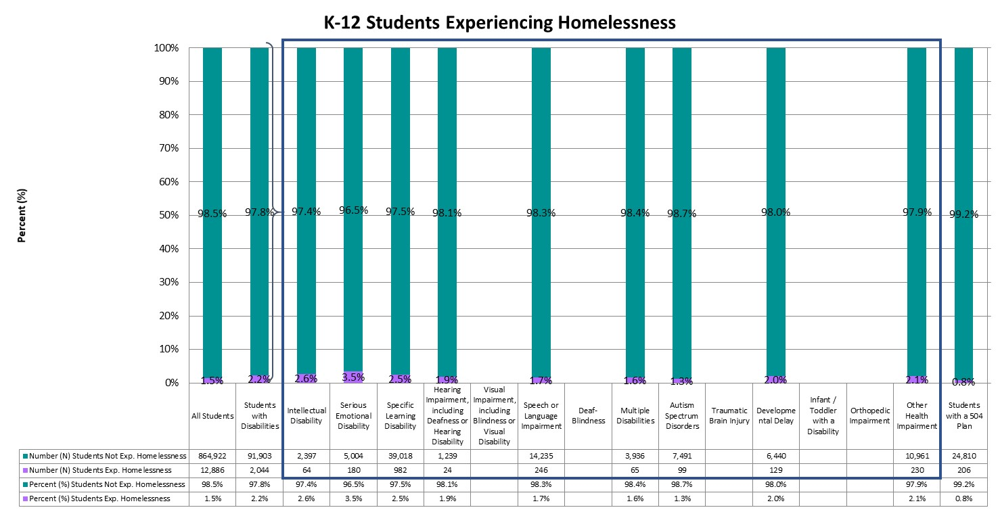 K-12 Students Experiencing Homelessness
Percent (%)
100%
90%
80%
70%
60%
50%
40%
30%
20%
10%
0%
98.5% 97.8% 97.4% 96.5% 97.5% 98.1% 98.3% 98.4% 98.7% 98.0% 97.9% 99.2%
1.5% 2.2% 2.6% 3.5% 2.5% 1.9% 1.7% 1.6% 1.3% 2.0% 2.1% 0.8%
All Students
Students
with
Disabilities
Intellectual
Disability
Serious
Emotional
Disability
Specific
Learning
Disability
Hearing
Impairment,
including
Deafness or
Hearing
Disability
Visual
Impairment,
including
Blindness or
Visual
Disability
Speech or
Language
Impairment
Deaf-
Blindness
Multiple
Disabilities
Autism
Spectrum
Disorders
Traumatic
Brain Injury
Developme
ntal Delay
Infant /
Toddler
with a
Disability
Orthopedic
Impairment
Other
Health
Impairment
Students
with a 504
Plan
Number (N) Students Not Exp. Homelessness 864,922 91,903 2,397 5,004 39,018 1,239 14,235 3,936 7,491 6,440 10,961 24,810
Number (N) Students Exp. Homelessness 12,886 2,044 64 180 982 24 246 65 99 129 230 206
Percent (%) Students Not Exp. Homelessness 98.5% 97.8% 97.4% 96.5% 97.5% 98.1% 98.3% 98.4% 98.7% 98.0% 97.9% 99.2%
Percent (%) Students Exp. Homelessness 1.5% 2.2% 2.6% 3.5% 2.5% 1.9% 1.7% 1.6% 1.3% 2.0% 2.1% 0.8%